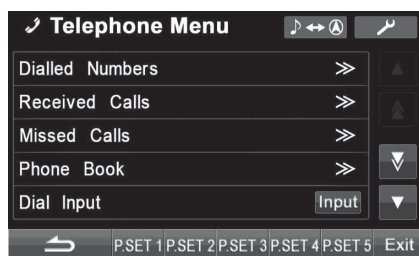 Telephone Menu
Dialled Numbers
Received Calls
Missed Calls
Phone Book
Dial Input Input
P.SET 1 P.SET 2 P.SET 3 P.SET 4 P.SET 5 Exit